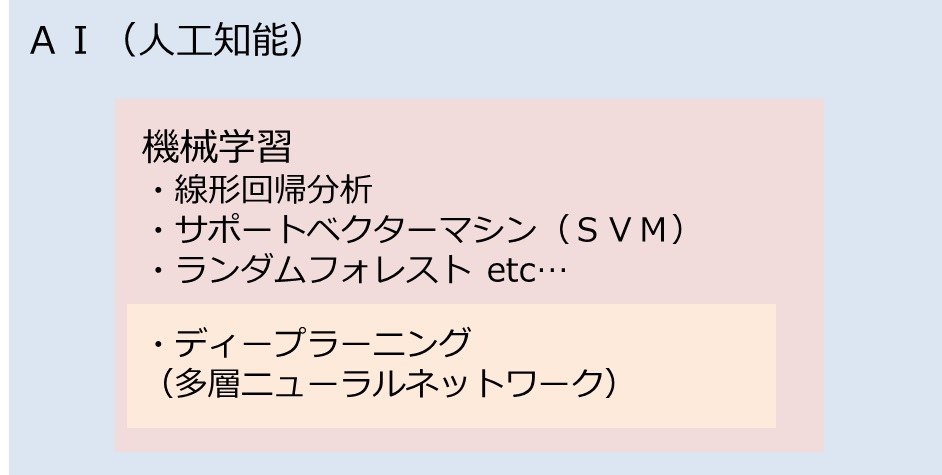 ＡＩ（人工知能）
機械学習
・線形回帰分析
・サポートベクターマシン（ＳＶＭ）
・ランダムフォレスト etc…
・ディープラーニング
（多層ニューラルネットワーク）